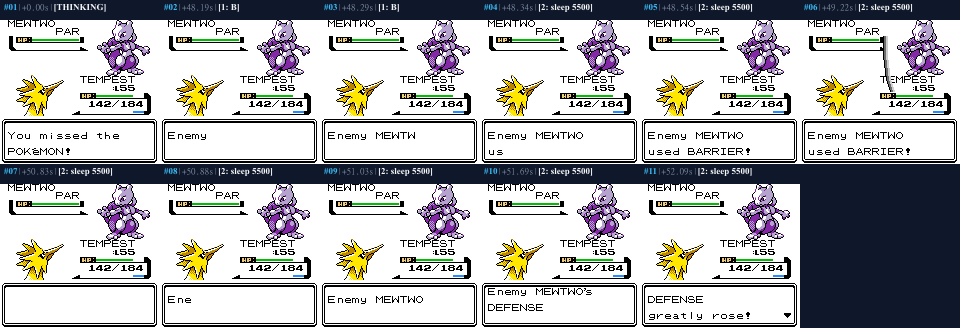 #01|+0.00s|[THINKING]
MEWTWO
PAR
HP:
TEMPEST
:L55
HP:
142/184
You missed the
POKéMON!
#02|+48.19s|[1: B]
MEWTWO
PAR
HP:
TEMPEST
:L55
HP:
142/184
Enemy
#03|+48.29s|[1: B]
MEWTWO
PAR
HP:
TEMPEST
:L55
HP:
142/184
Enemy MEWTW
#04|+48.34s|[2: sleep 5500]
MEWTWO
PAR
HP:
TEMPEST
:L55
HP:
142/184
Enemy MEWTWO
us
#05|+48.54s|[2: sleep 5500]
MEWTWO
PAR
HP:
TEMPEST
:L55
HP:
142/184
Enemy MEWTWO
used BARRIER!
#06|+49.22s|[2: sleep 5500]
MEWTWO
PAR
HP:
:L55
HP:
142/184
Enemy MEWTWO
used BARRIER!
#07|+50.83s|[2: sleep 5500]
MEWTWO
PAR
HP:
TEMPEST
:L55
HP:
142/184
#08|+50.88s|[2: sleep 5500]
MEWTWO
PAR
HP:
TEMPEST
:L55
HP:
142/184
Ene
#09|+51.03s|[2: sleep 5500]
MEWTWO
PAR
HP:
TEMPEST
:L55
HP:
142/184
Enemy MEWTWO
#10|+51.69s|[2: sleep 5500]
MEWTWO
PAR
HP:
TEMPEST
:L55
HP:
142/184
Enemy MEWTWO's
DEFENSE
#11|+52.09s|[2: sleep 5500]
MEWTWO
PAR
HP:
TEMPEST
:L55
HP:
142/184
DEFENSE
greatly rose!